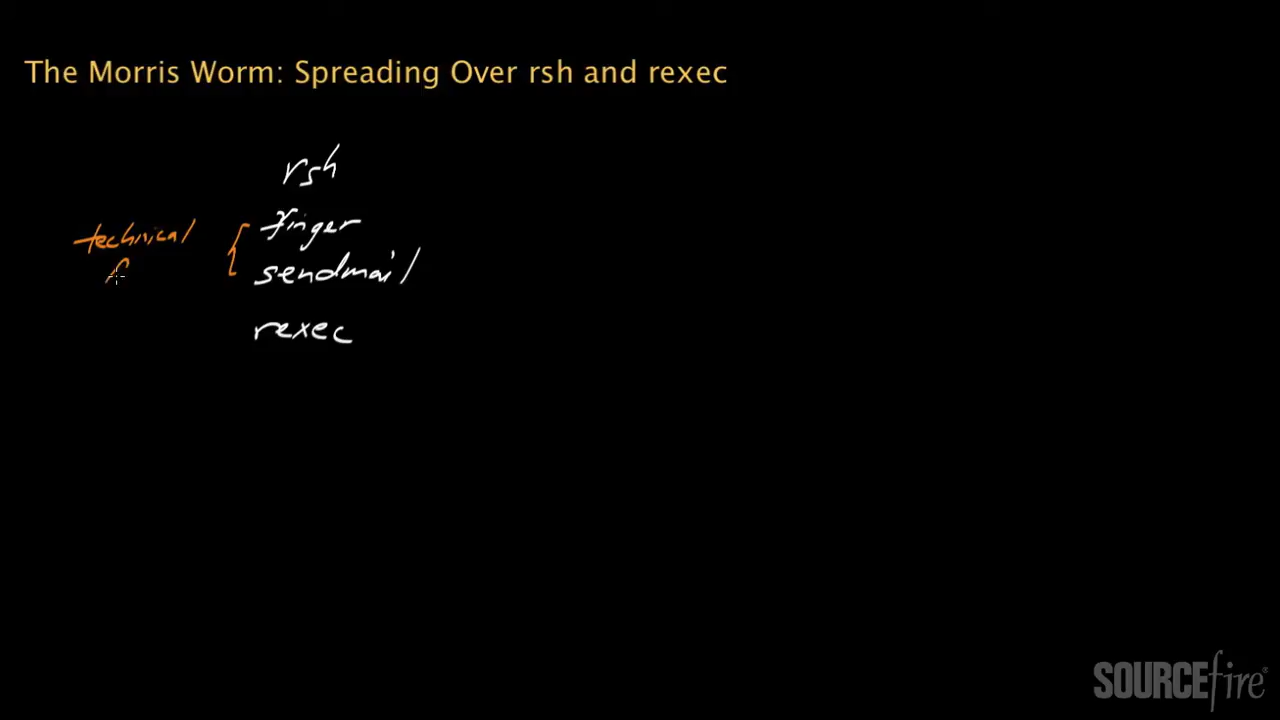 The Morris Worm: Spreading Over rsh and rexec
rsh
finger
technical
sendmail
rexec
SOURCEfire